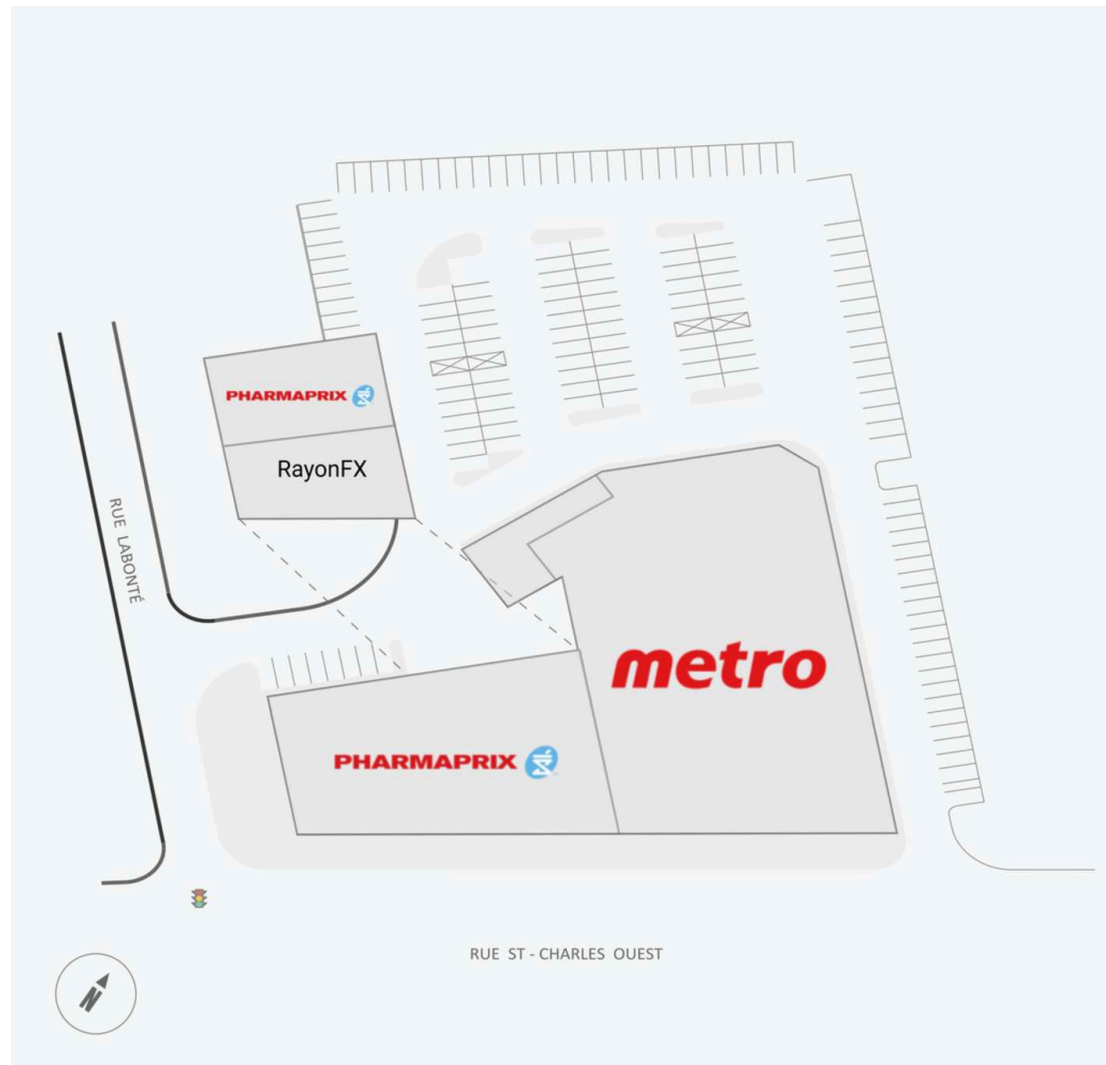 PHARMAPRIX
RayonFX
RUE LABONTÉ
metro
PHARMAPRIX
RUE ST - CHARLES OUEST
N